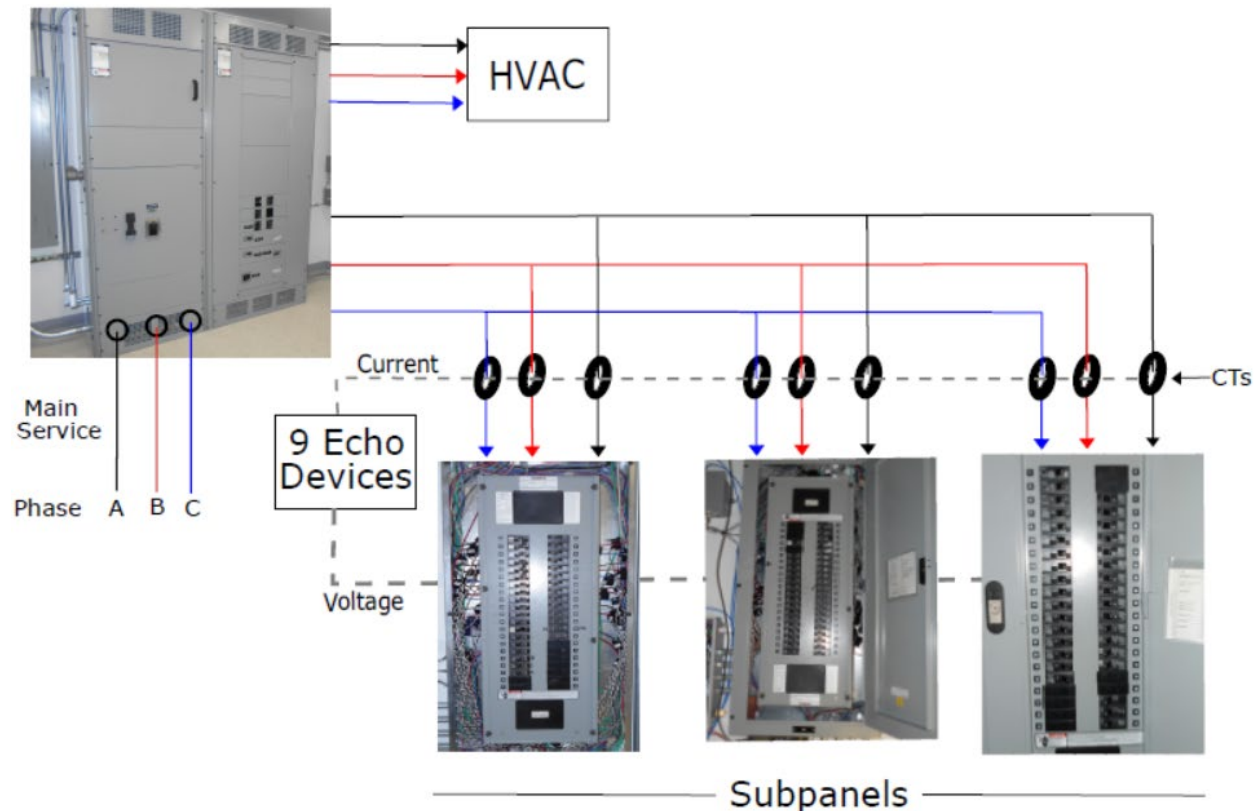 HVAC
Current
CTs
Main
Service
9 Echo
Devices
Phase A B C
Voltage
Subpanels